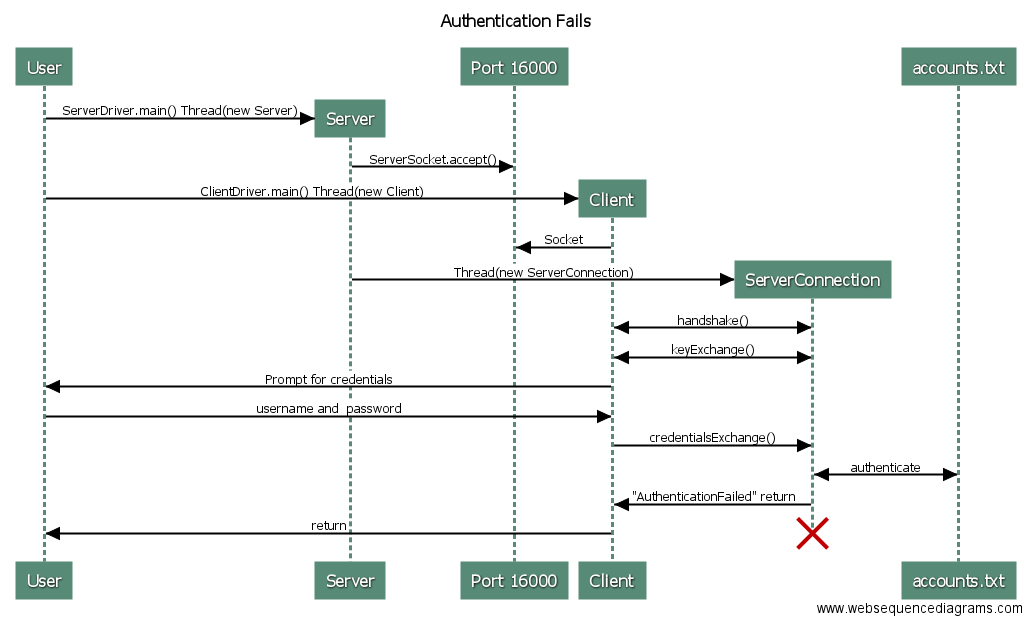 Authentication Fails
User
Port 16000
accounts.txt
ServerDriver.main() Thread(new Server)
Server
ServerSocket.accept()
ClientDriver.main() Thread(new Client)
Client
Socket
Thread(new ServerConnection)
ServerConnection
handshake()
keyExchange()
Prompt for credentials
username and  password
credentialsExchange()
authenticate
"AuthenticationFailed" return
return
User
Server
Port 16000
Client
accounts.txt
www.websequencediagrams.com